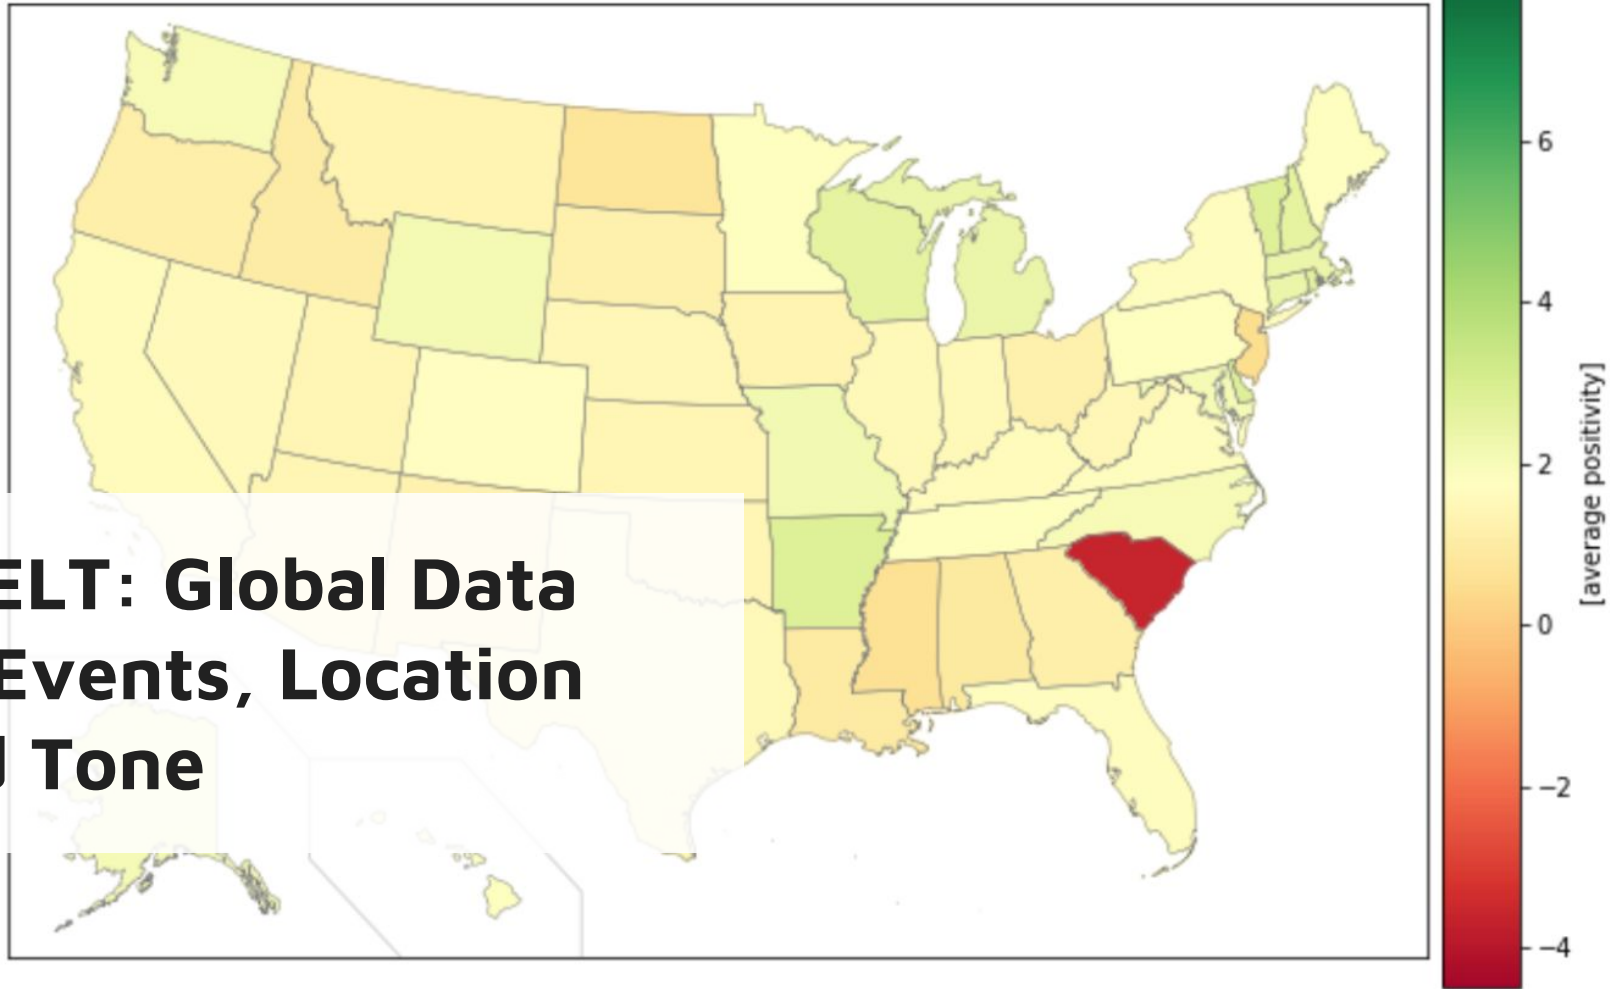 ELT: Global Data
Events, Location
Tone
6
4
2
0
−2
−4
[average positivity]